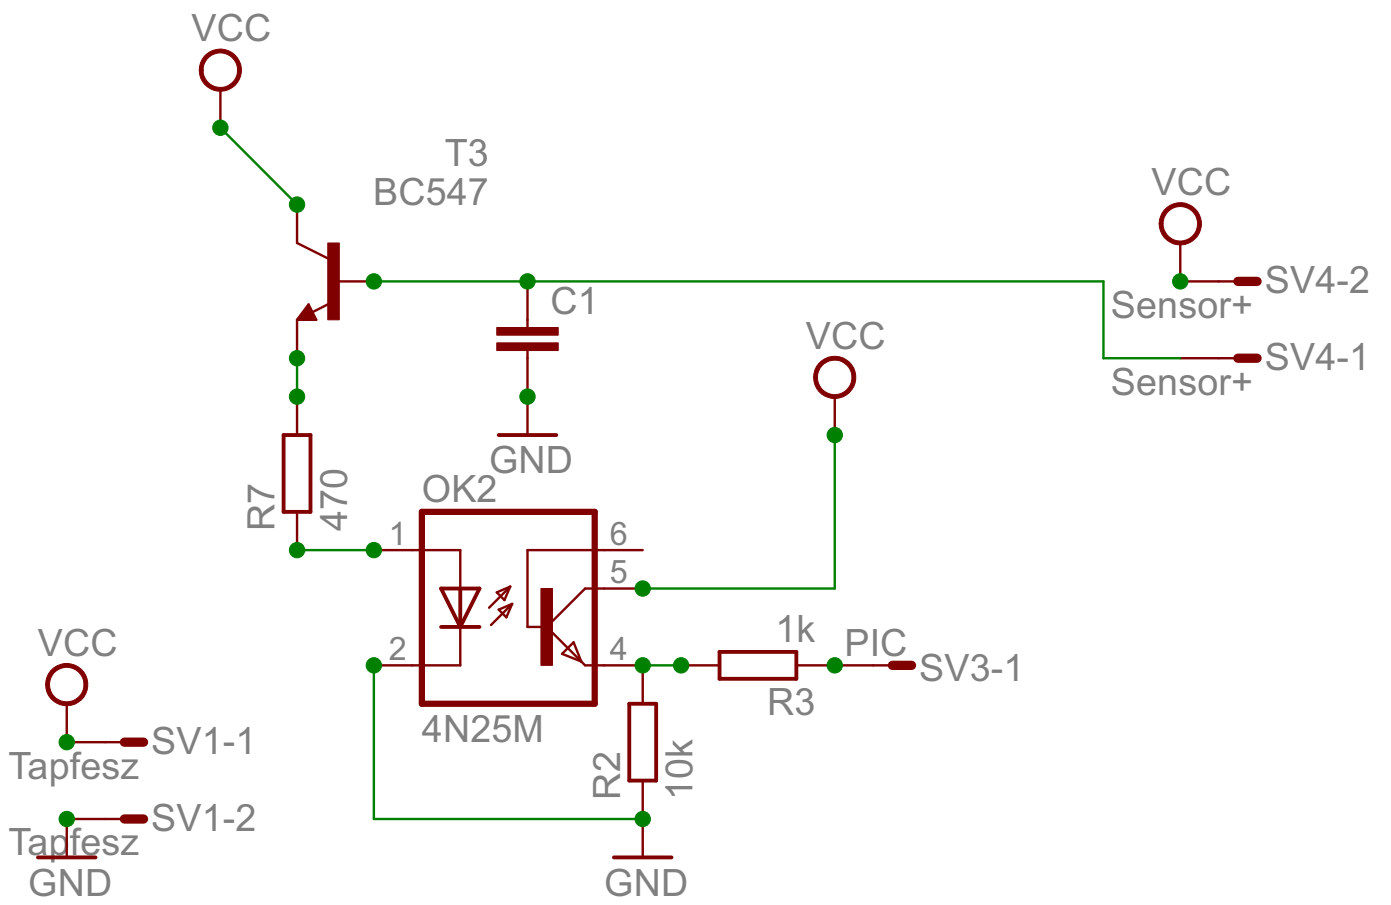 VCC
T3
BC547
VCC
SV4-2
Sensor+
C1
VCC
SV4-1
Sensor+
GND
R7
470
OK2
1
6
5
2
4
4N25M
1k
PIC
SV3-1
R3
R2
10k
VCC
SV1-1
Tapfesz
SV1-2
Tapfesz
GND
GND